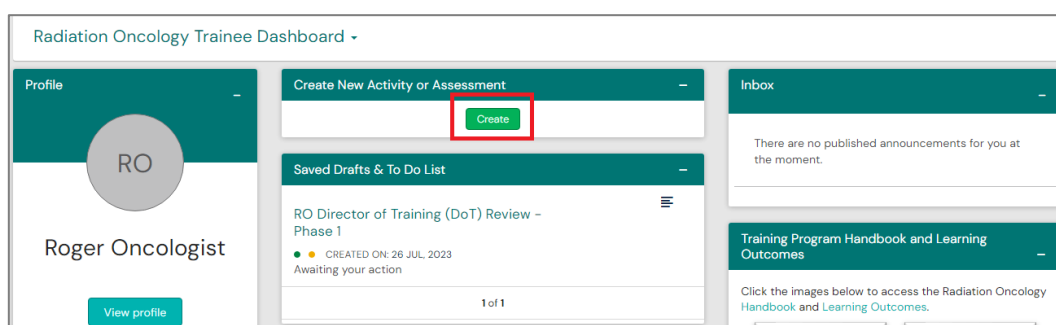 Radiation Oncology Trainee Dashboard
Profile
RO
Roger Oncologist
View profile
Create New Activity or Assessment
Create
Saved Drafts & To Do List
RO Director of Training (DoT) Review -
Phase 1
CREATED ON: 26 JUL, 2023
Awaiting your action
1 of 1
Inbox
There are no published announcements for you at
the moment.
Training Program Handbook and Learning
Outcomes
Click the images below to access the Radiation Oncology
Handbook and Learning Outcomes.